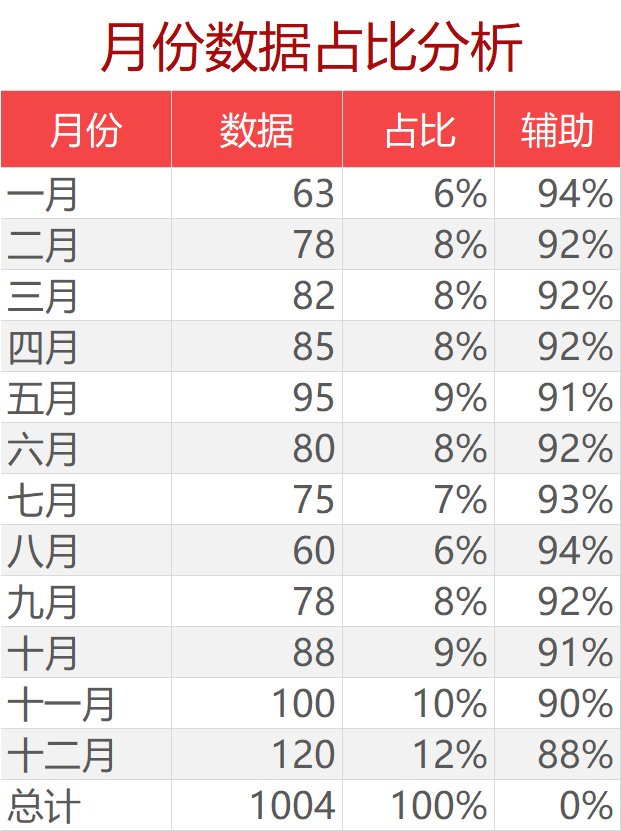 月份数据占比分析
月份 数据 占比 辅助
一月 63 6% 94%
二月 78 8% 92%
三月 82 8% 92%
四月 85 8% 92%
五月 95 9% 91%
六月 80 8% 92%
七月 75 7% 93%
八月 60 6% 94%
九月 78 8% 92%
十月 88 9% 91%
十一月 100 10% 90%
十二月 120 12% 88%
总计 1004 100% 0%